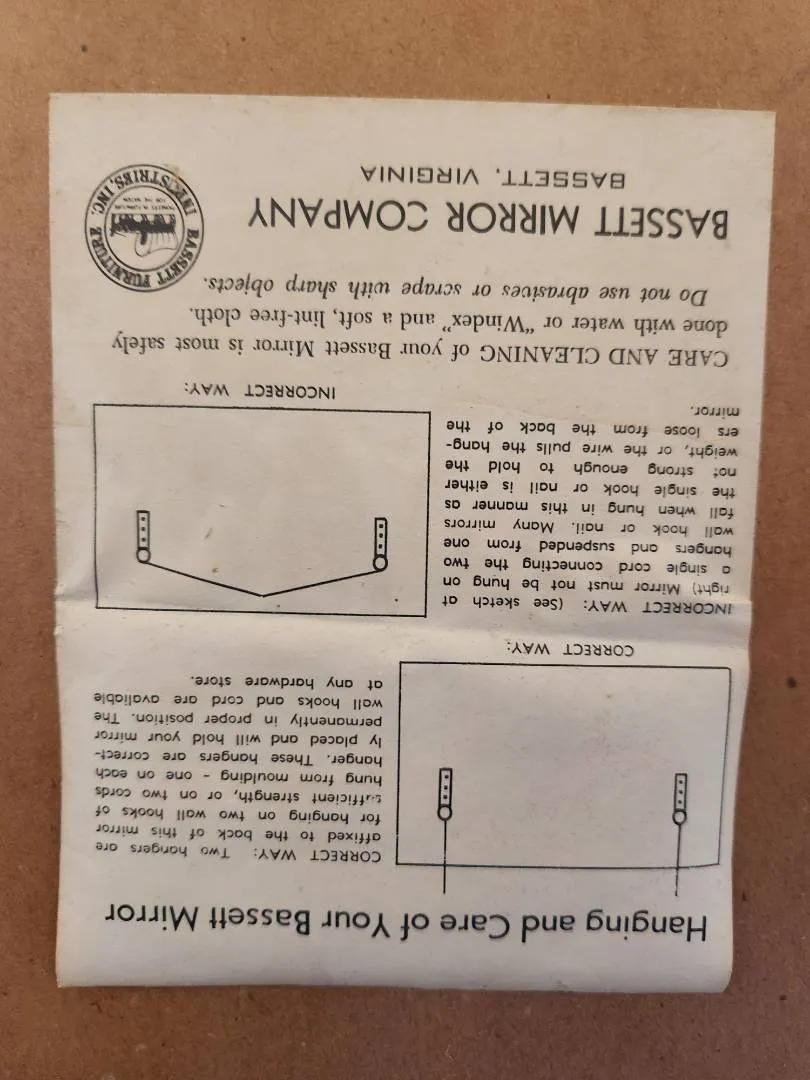 Hanging and Care of Your Bassett Mirror
CORRECT WAY: Two hangers are
affixed to the back of this mirror
for hanging on two wall hooks of
sufficient strength, or on two cords
hung from moulding - one on each
hanger. These hangers are correct-
ly placed and will hold your mirror
permanently in proper position. The
wall hooks and cord are avaliable
at any hardware store.
CORRECT WAY:
INCORRECT WAY: (See sketch at
right) Mirror must not be hung on
a single cord connecting the two
hangers and suspended from one
wall hook or nail. Many mirrors
fall when hung in this manner as
the single hook or nail is either
not strong enough to hold the
weight, or the wire pulls the hang-
ers loose from the back of the
mirror.
INCORRECT WAY:
CARE AND CLEANING of your Bassett Mirror is most safely
done with water or "Windex" and a soft, lint-free cloth.
Do not use abrasives or scrape with sharp objects.
BASSETT MIRROR COMPANY
BASSETT, VIRGINIA
BASSETT FURNITURE
INDUSTRIES, INC.